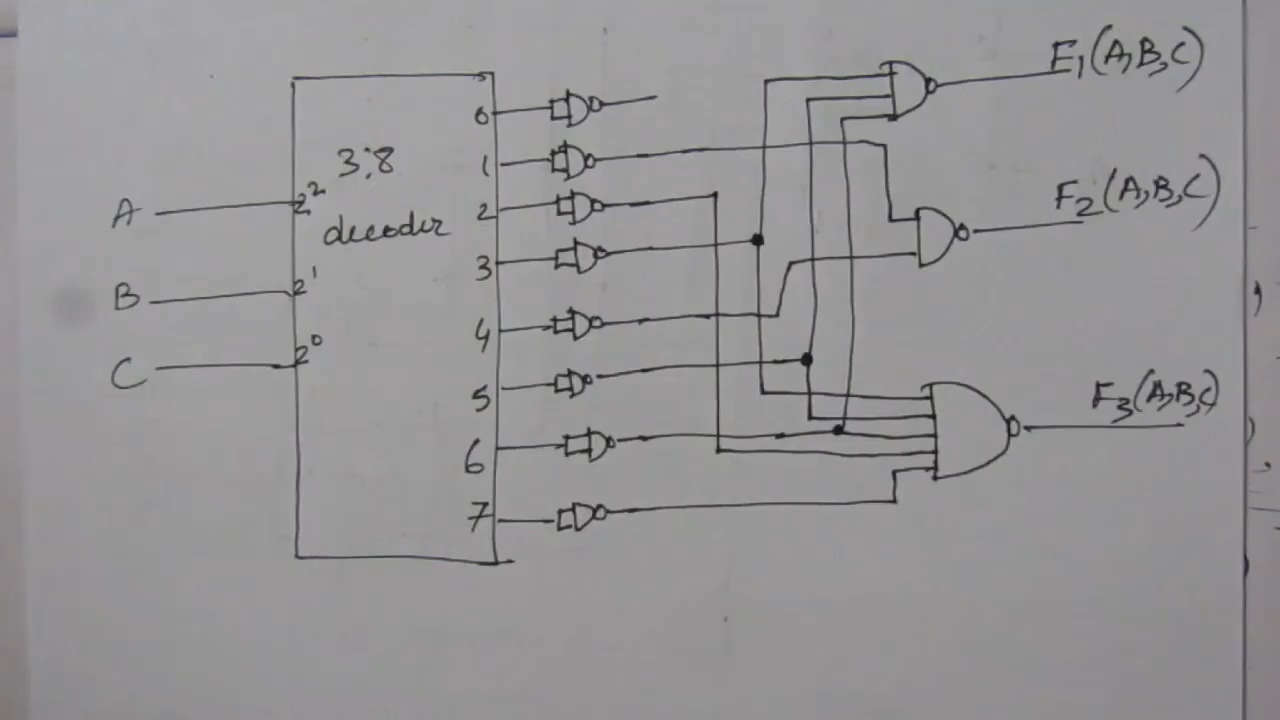 F₁(A,B,C)
0
3:8
1
A
2²
2
F₂(A,B,C)
decoder
3
B
2¹
4
C
2⁰
5
F₃(A,B,C)
6
7